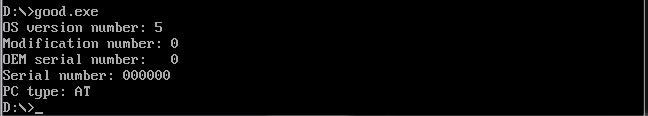 D:\>good.exe
OS version number: 5
Modification number: 0
OEM serial number:   0
Serial number: 000000
PC type: AT
D:\>_